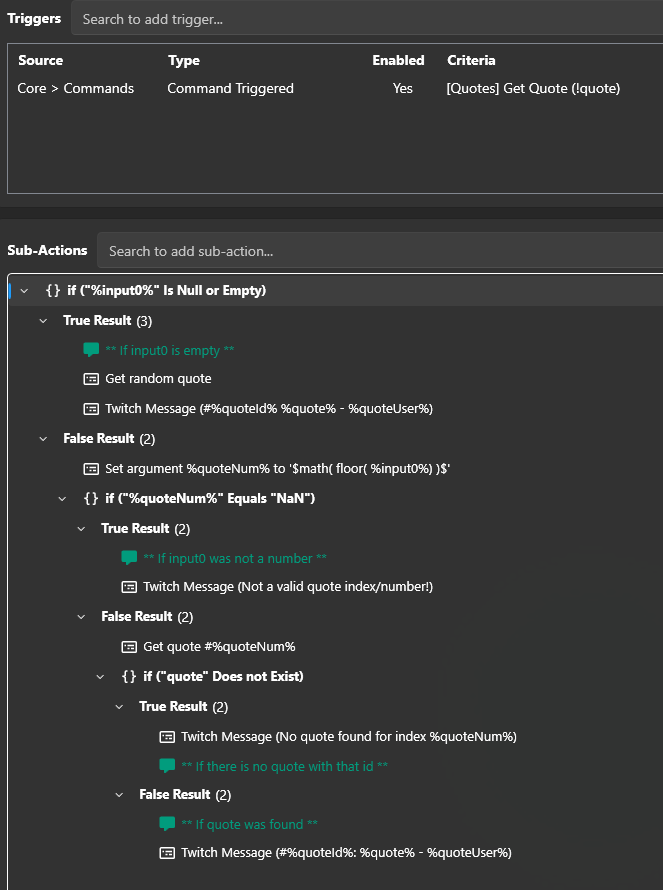 Triggers Search to add trigger...
Source Type Enabled Criteria
Core > Commands Command Triggered Yes [Quotes] Get Quote (!quote)
Sub-Actions Search to add sub-action...
{} if ("%input0%" Is Null or Empty)
True Result (3)
** If input0 is empty **
Get random quote
Twitch Message (#%quoteId% %quote% - %quoteUser%)
False Result (2)
Set argument %quoteNum% to '$math( floor( %input0%) )$'
{} if ("%quoteNum%" Equals "NaN")
True Result (2)
** If input0 was not a number **
Twitch Message (Not a valid quote index/number!)
False Result (2)
Get quote #%quoteNum%
{} if ("quote" Does not Exist)
True Result (2)
Twitch Message (No quote found for index %quoteNum%)
** If there is no quote with that id **
False Result (2)
** If quote was found **
Twitch Message (#%quoteId%: %quote% - %quoteUser%)